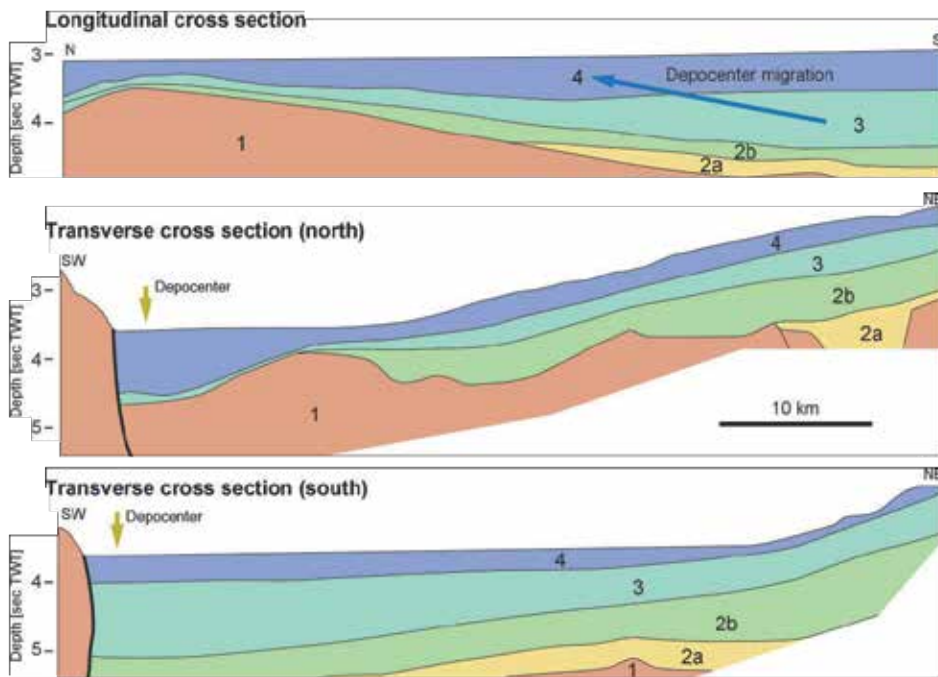 Longitudinal cross section
N
S
Depth [sec TWT]
3
4
4
Depocenter migration
3
1
2b
2a
Transverse cross section (north)
NE
SW
Depocenter
Depth [sec TWT]
3
4
5
4
3
2b
2a
1
10 km
Transverse cross section (south)
NE
SW
Depocenter
Depth [sec TWT]
4
5
4
3
2b
2a
1